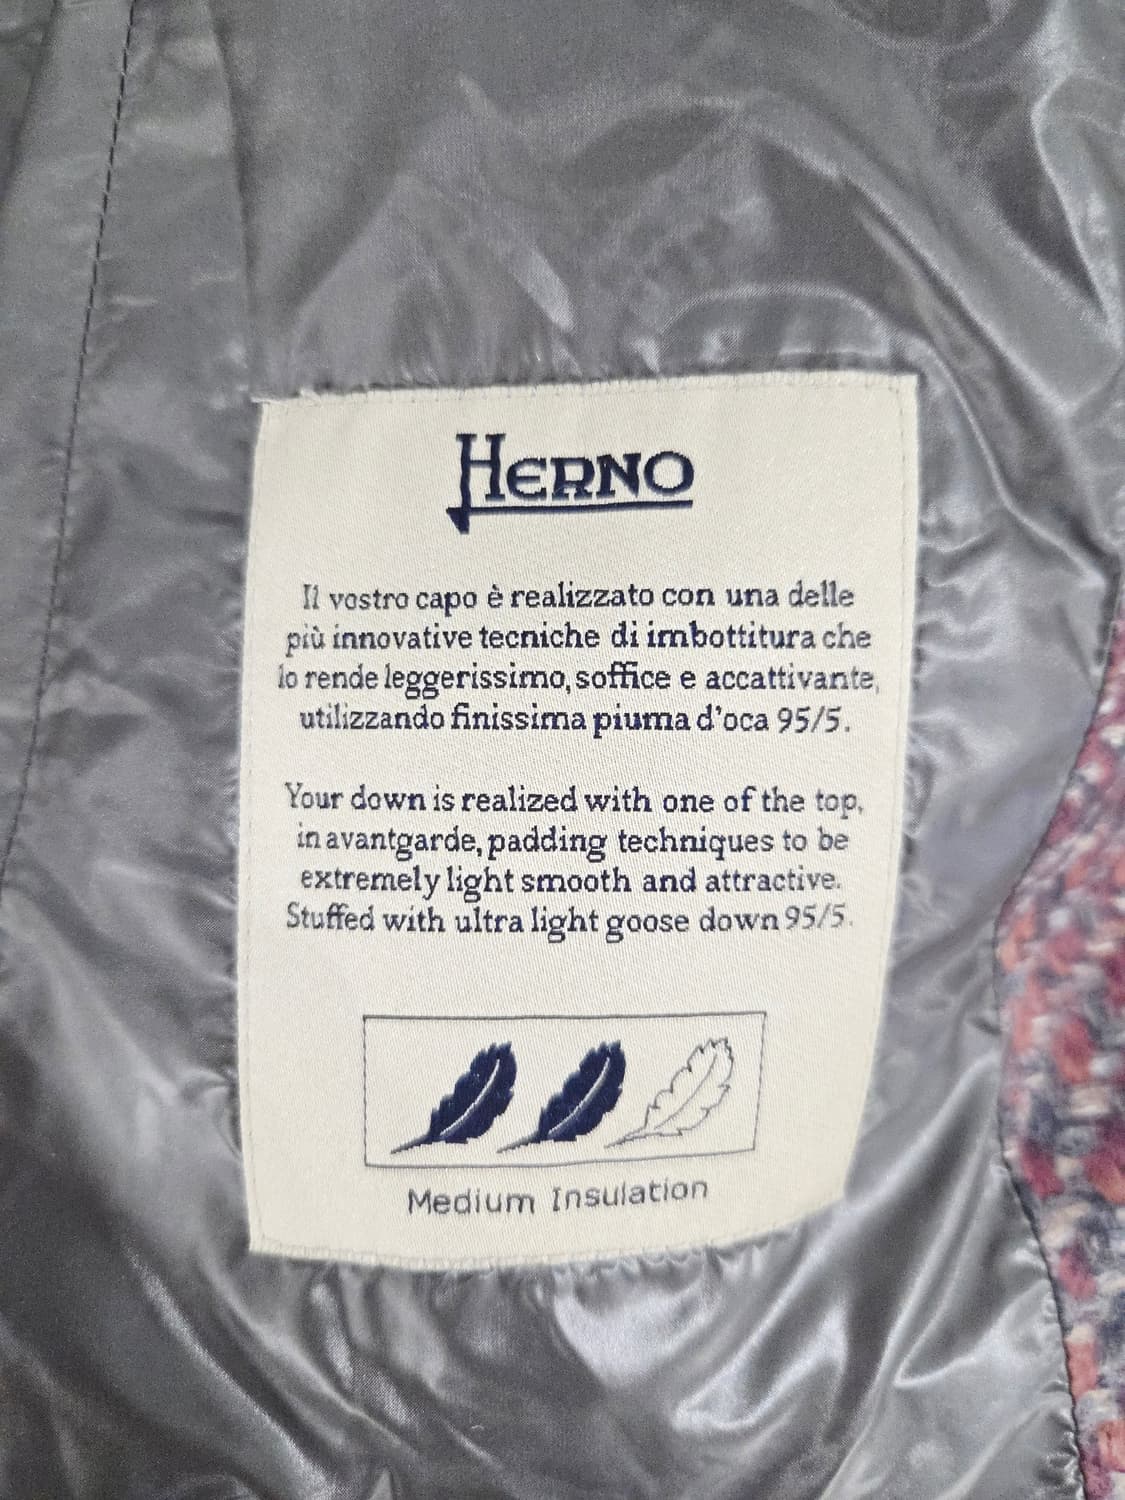 HERNO
Il vostro capo è realizzato con una delle
più innovative tecniche di imbottitura che
lo rende leggerissimo, soffice e accattivante,
utilizzando finissima piuma d'oca 95/5.
Your down is realized with one of the top,
in avantgarde, padding techniques to be
extremely light smooth and attractive.
Stuffed with ultra light goose down 95/5.
Medium Insulation